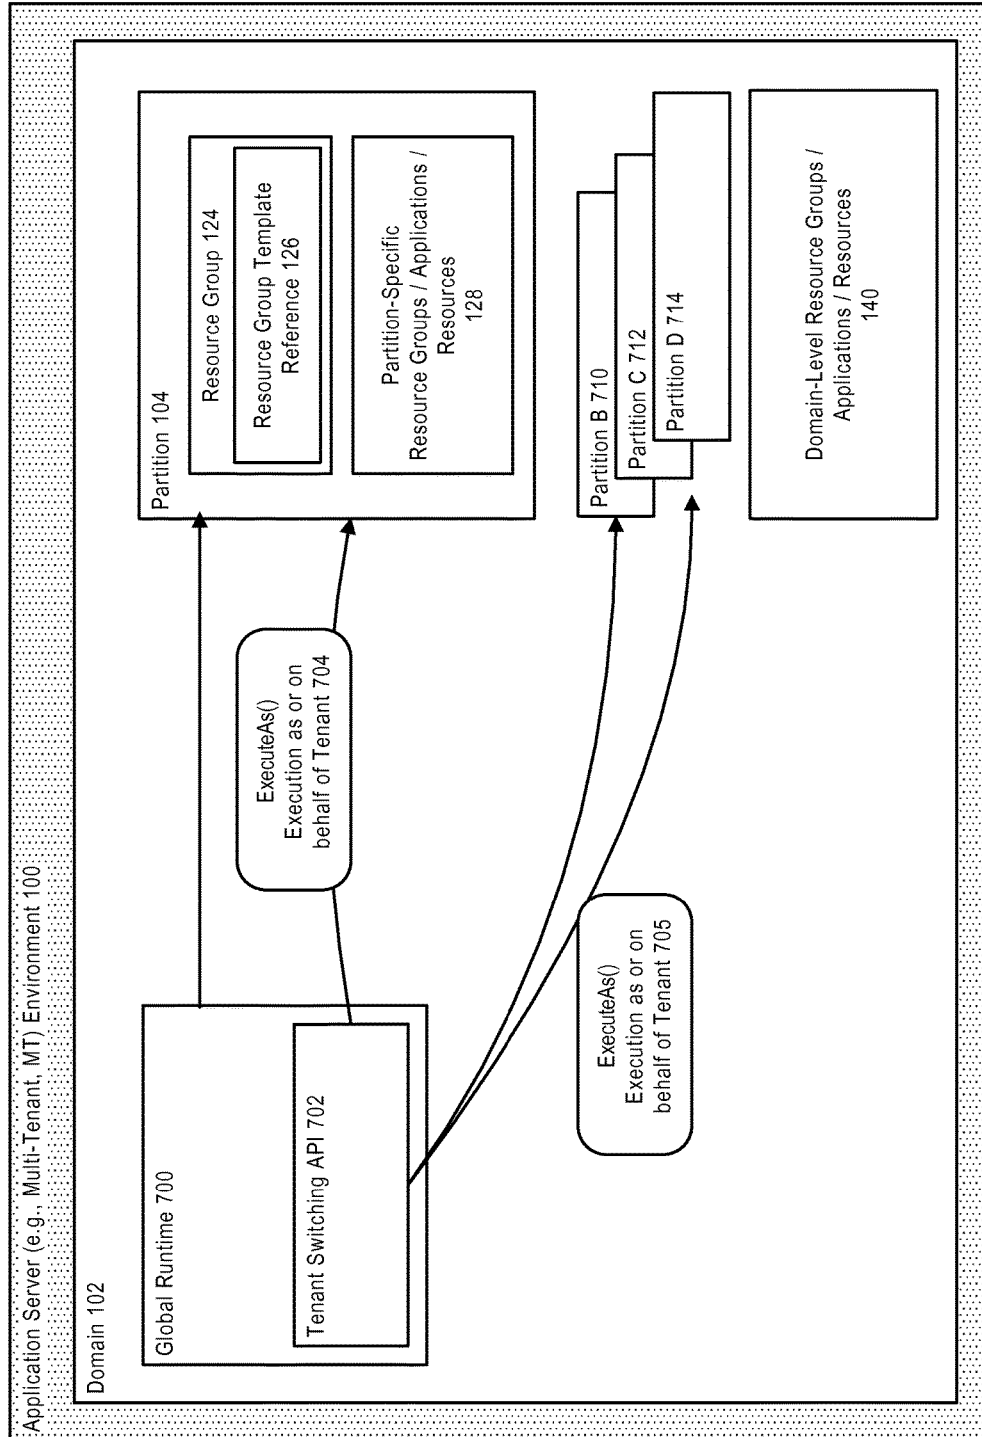 Application Server (e.g., Multi-Tenant, MT) Environment 100
Domain 102
Global Runtime 700
Tenant Switching API 702
ExecuteAs()
Execution as or on
behalf of Tenant 704
ExecuteAs()
Execution as or on
behalf of Tenant 705
Partition 104
Resource Group 124
Resource Group Template
Reference 126
Partition-Specific
Resource Groups / Applications /
Resources
128
Partition B 710
Partition C 712
Partition D 714
Domain-Level Resource Groups /
Applications / Resources
140